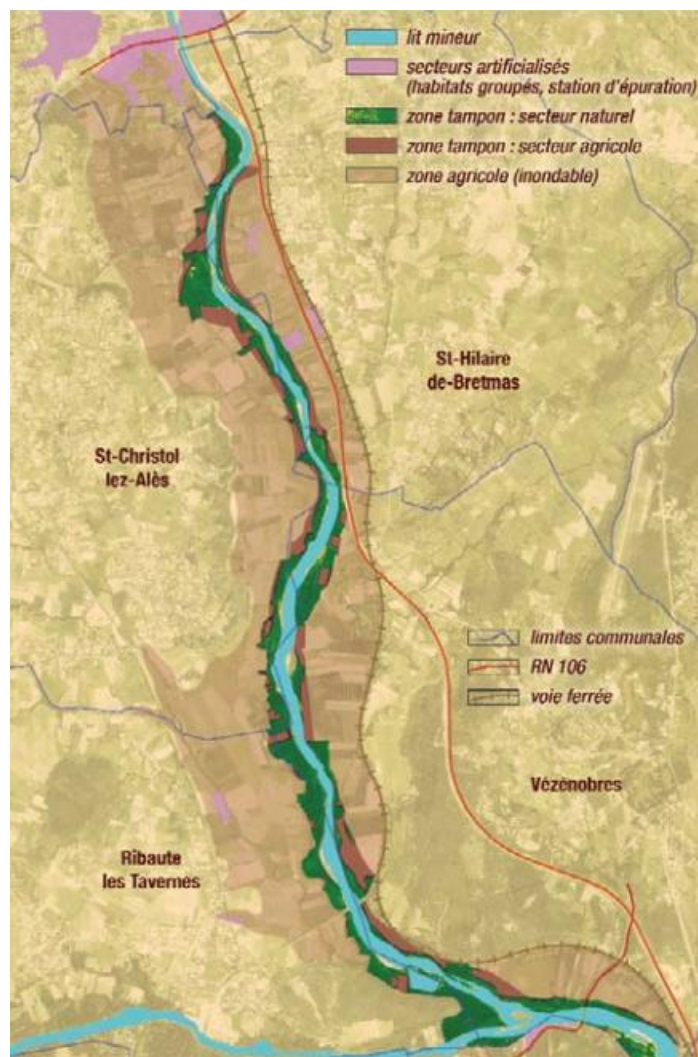 lit mineur
secteurs artificialisés
(habitats groupés, station d'épuration)
zone tampon : secteur naturel
zone tampon : secteur agricole
zone agricole (inondable)
St-Hilaire
de-Bretmas
St-Christol
lez-Alès
limites communales
RN 106
voie ferrée
Vézénobres
Ribaute
les Tavernes